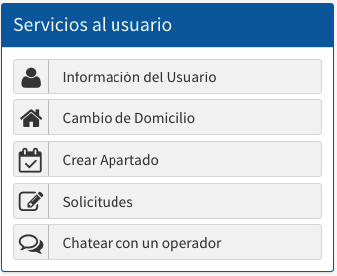 Servicios al usuario
Información del Usuario
Cambio de Domicilio
Crear Apartado
Solicitudes
Chatear con un operador